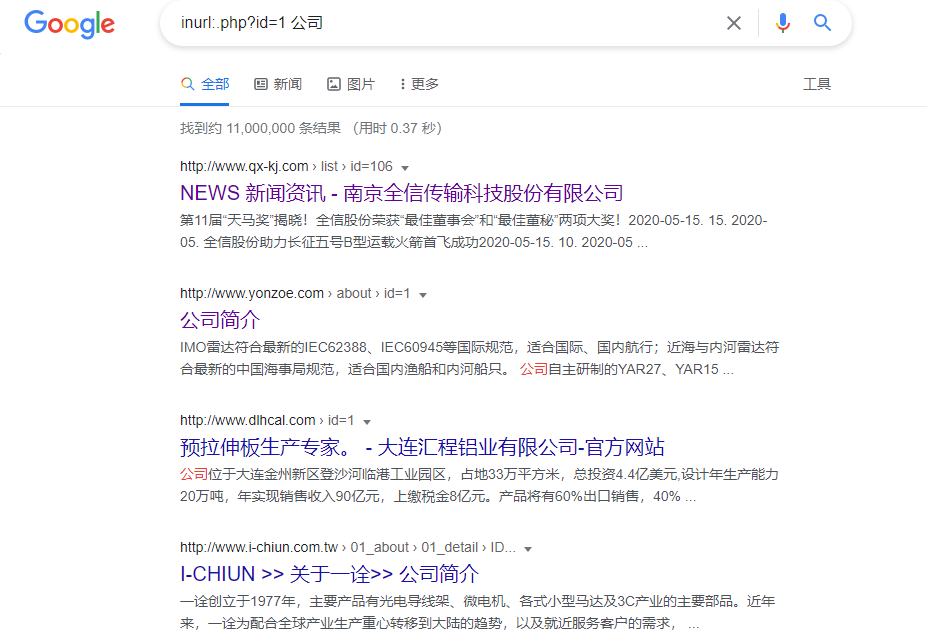 Google
inurl:.php?id=1 公司
全部 新闻 图片 更多 工具
找到约 11,000,000 条结果 （用时 0.37 秒）
http://www.qx-kj.com › list › id=106
NEWS 新闻资讯 - 南京全信传输科技股份有限公司
第11届“天马奖”揭晓！全信股份荣获“最佳董事会”和“最佳董秘”两项大奖！2020-05-15. 15. 2020-
05. 全信股份助力长征五号B型运载火箭首飞成功2020-05-15. 10. 2020-05 ...
http://www.yonzoe.com › about › id=1
公司简介
IMO雷达符合最新的IEC62388、IEC60945等国际规范，适合国际、国内航行；近海与内河雷达符
合最新的中国海事局规范，适合国内渔船和内河船只。 公司自主研制的YAR27、YAR15 ...
http://www.dlhcal.com › id=1
预拉伸板生产专家。 - 大连汇程铝业有限公司-官方网站
公司位于大连金州新区登沙河临港工业园区，占地33万平方米，总投资4.4亿美元,设计年生产能力
20万吨，年实现销售收入90亿元，上缴税金8亿元。产品将有60%出口销售，40% ...
http://www.i-chiun.com.tw › 01_about › 01_detail › ID...
I-CHIUN >> 关于一诠>> 公司简介
一诠创立于1977年，主要产品有光电导线架、微电机、各式小型马达及3C产业的主要部品。近年
来，一诠为配合全球产业生产重心转移到大陆的趋势，以及就近服务客户的需求， ...